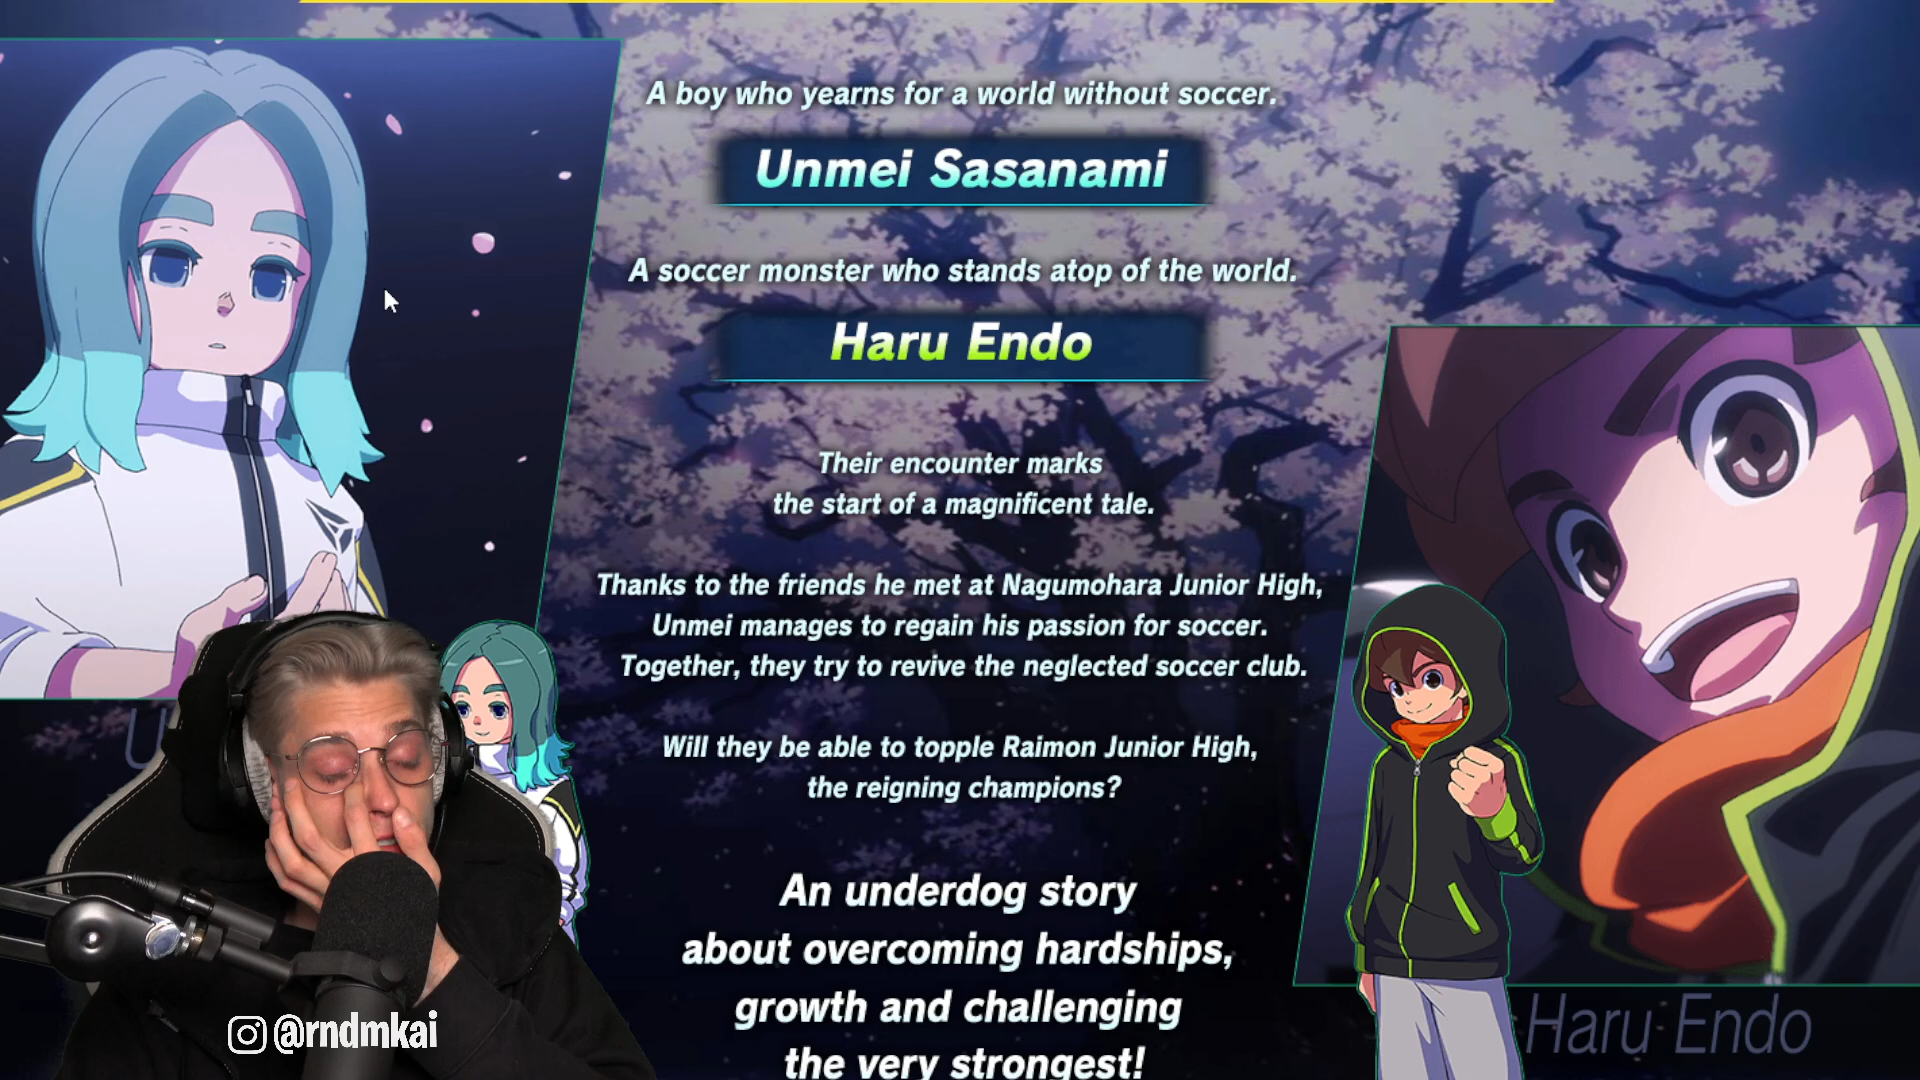 A boy who yearns for a world without soccer.
Unmei Sasanami
A soccer monster who stands atop of the world.
Haru Endo
Their encounter marks
the start of a magnificent tale.
Thanks to the friends he met at Nagumohara Junior High,
Unmei manages to regain his passion for soccer.
Together, they try to revive the neglected soccer club.
Will they be able to topple Raimon Junior High,
the reigning champions?
An underdog story
about overcoming hardships,
growth and challenging
the very strongest!
@rndmkai
Haru Endo